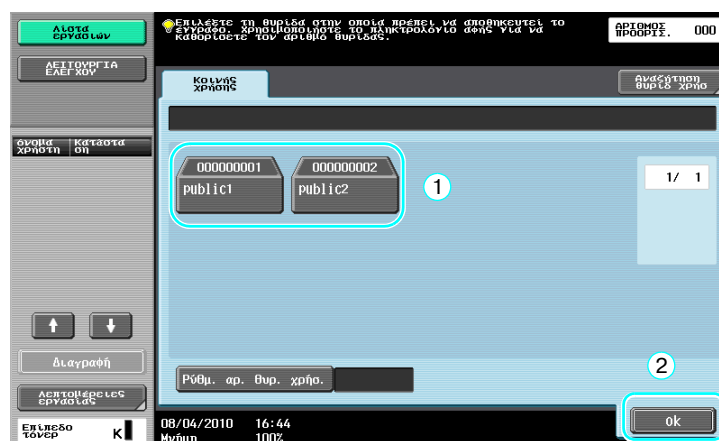 Λίστα
εργασιών
Επιλέξτε τη θυρίδα στην οποία πρέπει να αποθηκευτεί το
έγγραφο. Χρησιμοποιήστε το πληκτρολόγιο αφής για να
καθορίσετε τον αριθμό θυρίδας.
ΑΡΙΘΜΟΣ
ΠΡΟΟΡΙΣ.
000
ΛΕΙΤΟΥΡΓΙΑ
ΕΛΕΓΧΟΥ
Κοινής
χρήσης
Αναζήτηση
θυρίδ χρήσ
όνομα
χρήστη
Κατάστα
ση
000000001
public1
000000002
public2
1
1/ 1
Διαγραφή
2
Ρύθμ. αρ. θυρ. χρήσ.
Λεπτομέρειες
εργασίας
ok
Επίπεδο
τόνερ
K
08/04/2010 16:44
Μνήμη 100%